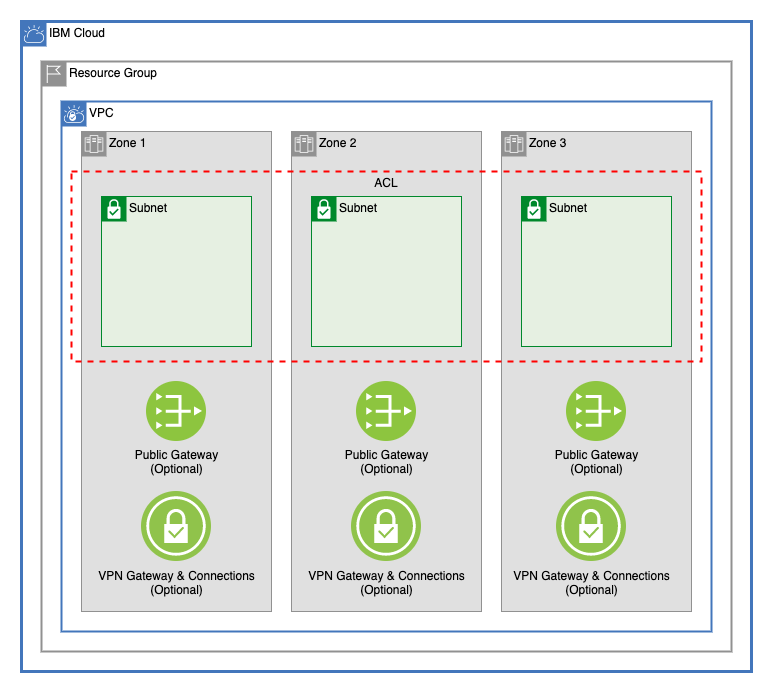 IBM Cloud
Resource Group
VPC
Zone 1
Zone 2
Zone 3
ACL
Subnet
Subnet
Subnet
Public Gateway
(Optional)
Public Gateway
(Optional)
Public Gateway
(Optional)
VPN Gateway & Connections
(Optional)
VPN Gateway & Connections
(Optional)
VPN Gateway & Connections
(Optional)